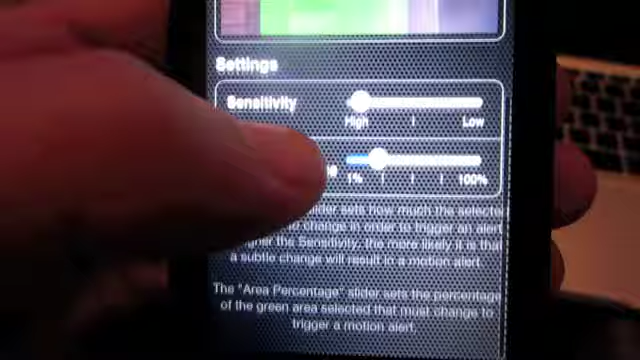 Settings
Sensitivity
High
Low
1%
100%
slider sets how much the selected
change in order to trigger an alert
the Sensitivity, the more likely it is that
a subtle change will result in a motion alert.
The "Area Percentage" slider sets the percentage
of the green area selected that must change to
trigger a motion alert.